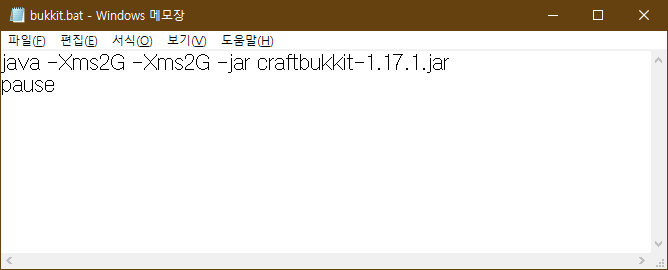 bukkit.bat - Windows 메모장
파일(F) 편집(E) 서식(O) 보기(V) 도움말(H)
java -Xms2G -Xms2G -jar craftbukkit-1.17.1.jar
pause